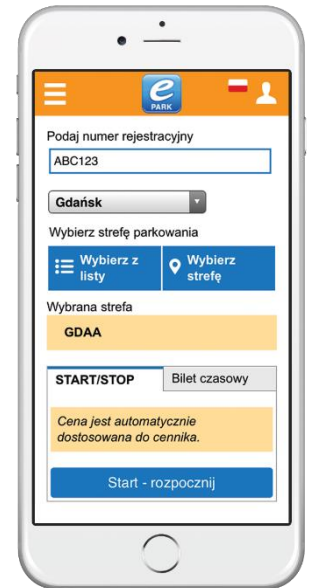 e
PARK
Podaj numer rejestracyjny
ABC123
Gdańsk
Wybierz strefę parkowania
Wybierz z
listy
Wybierz
strefę
Wybrana strefa
GDAA
START/STOP
Bilet czasowy
Cena jest automatycznie
dostosowana do cennika.
Start - rozpocznij